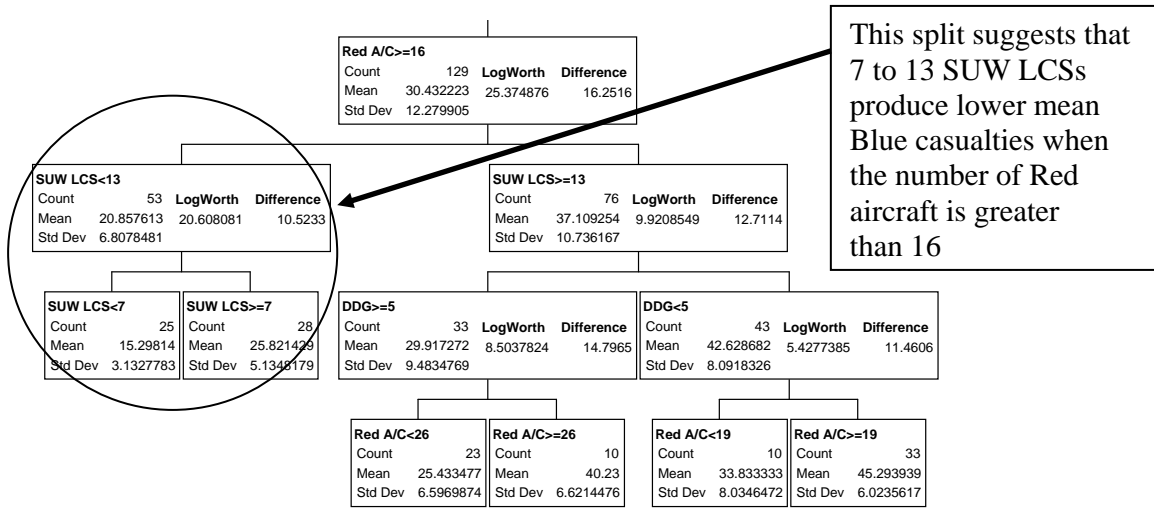 Red A/C>=16
Count 129 LogWorth Difference
Mean 30.432223 25.374876 16.2516
Std Dev 12.279905
This split suggests that
7 to 13 SUW LCSs
produce lower mean
Blue casualties when
the number of Red
aircraft is greater
than 16
SUW LCS<13
Count 53 LogWorth Difference
Mean 20.857613 20.608081 10.5233
Std Dev 6.8078481
SUW LCS>=13
Count 76 LogWorth Difference
Mean 37.109254 9.9208549 12.7114
Std Dev 10.736167
SUW LCS<7
Count 25
Mean 15.29814
Std Dev 3.1327783
SUW LCS>=7
Count 28
Mean 25.821429
Std Dev 5.1348179
DDG>=5
Count 33 LogWorth Difference
Mean 29.917272 8.5037824 14.7965
Std Dev 9.4834769
DDG<5
Count 43 LogWorth Difference
Mean 42.628682 5.4277385 11.4606
Std Dev 8.0918326
Red A/C<26
Count 23
Mean 25.433477
Std Dev 6.5969874
Red A/C>=26
Count 10
Mean 40.23
Std Dev 6.6214476
Red A/C<19
Count 10
Mean 33.833333
Std Dev 8.0346472
Red A/C>=19
Count 33
Mean 45.293939
Std Dev 6.0235617